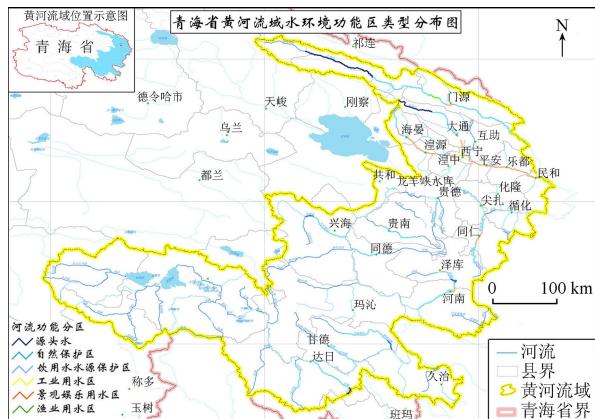 黄河流域位置示意图
青海省
青海省黄河流域水环境功能区类型分布图
N
祁连
德令哈市
天峻
刚察
门源
乌兰
海晏
大通
互助
湟源
西宁
湟中
平安
乐都
民和
都兰
共和
龙羊峡水库
贵德
化隆
尖扎
循化
兴海
贵南
同仁
同德
泽库
河南
玛沁
甘德
达日
久治
班玛
称多
玉树
0 100 km
河流功能分区
源头水
自然保护区
饮用水水源保护区
工业用水区
景观娱乐用水区
渔业用水区
河流
县界
黄河流域
青海省界